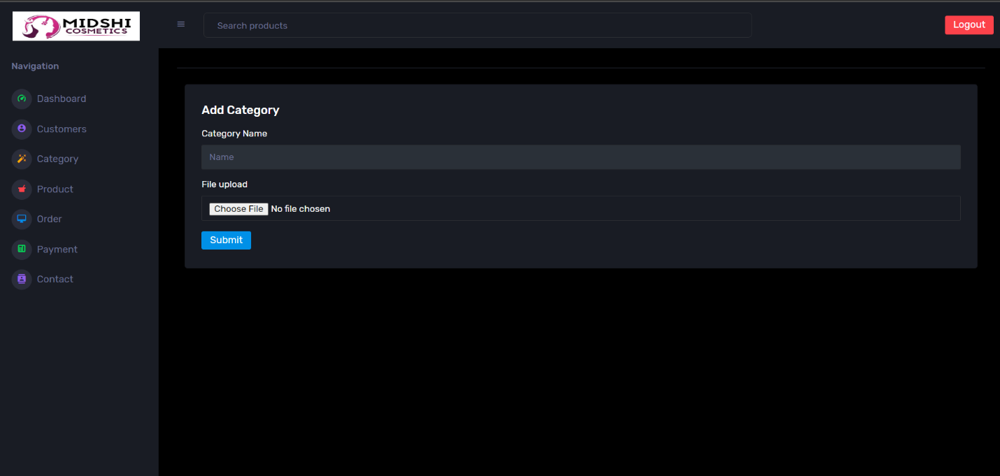 MIDSHI
COSMETICS
Search products
Logout
Navigation
Dashboard
Customers
Category
Product
Order
Payment
Contact
Add Category
Category Name
Name
File upload
Choose File No file chosen
Submit